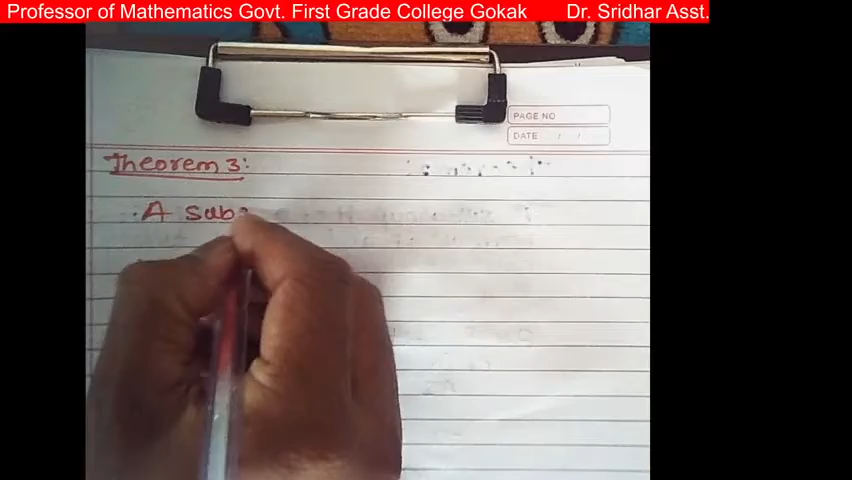 Professor of Mathematics Govt. First Grade College Gokak Dr. Sridhar Asst.
PAGE NO
DATE / /
Theorem 3:
A sub